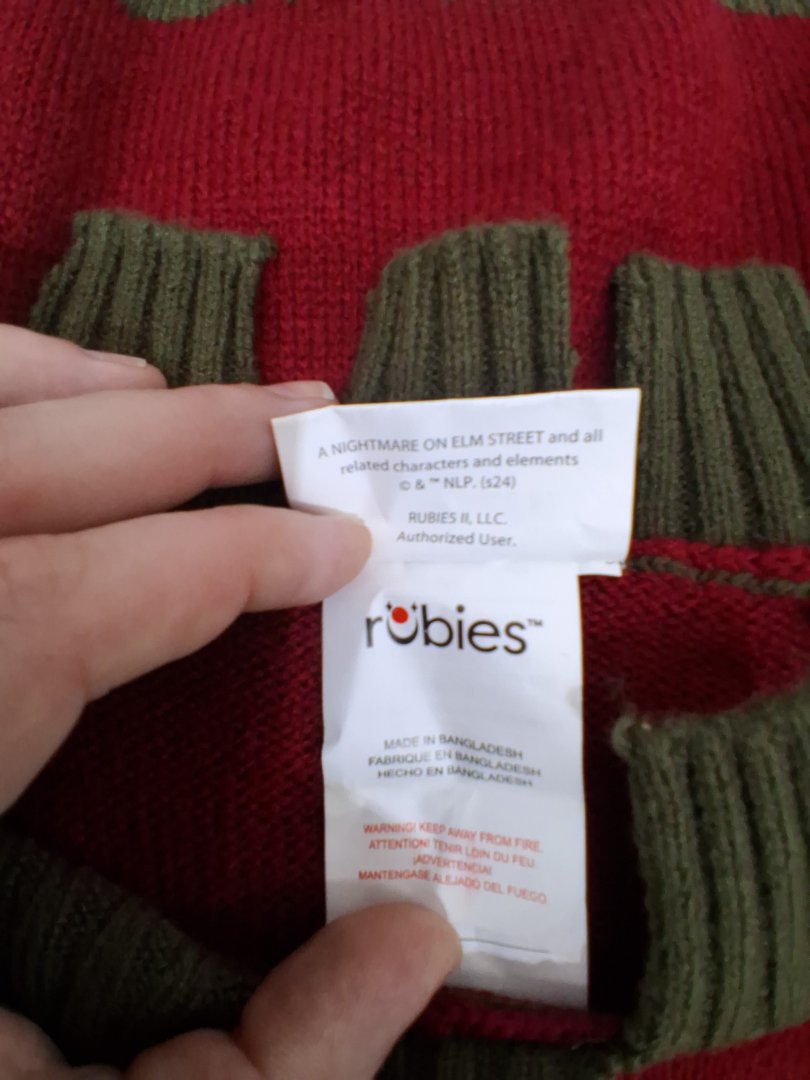 A NIGHTMARE ON ELM STREET and all
related characters and elements
© & ™ NLP. (s24)
RUBIES II, LLC.
Authorized User.
rubies™
MADE IN BANGLADESH
FABRIQUE EN BANGLADESH
HECHO EN BANGLADESH
WARNING! KEEP AWAY FROM FIRE.
ATTENTION! TENIR LOIN DU FEU
¡ADVERTENCIA!
MANTENGASE ALEJADO DEL FUEGO